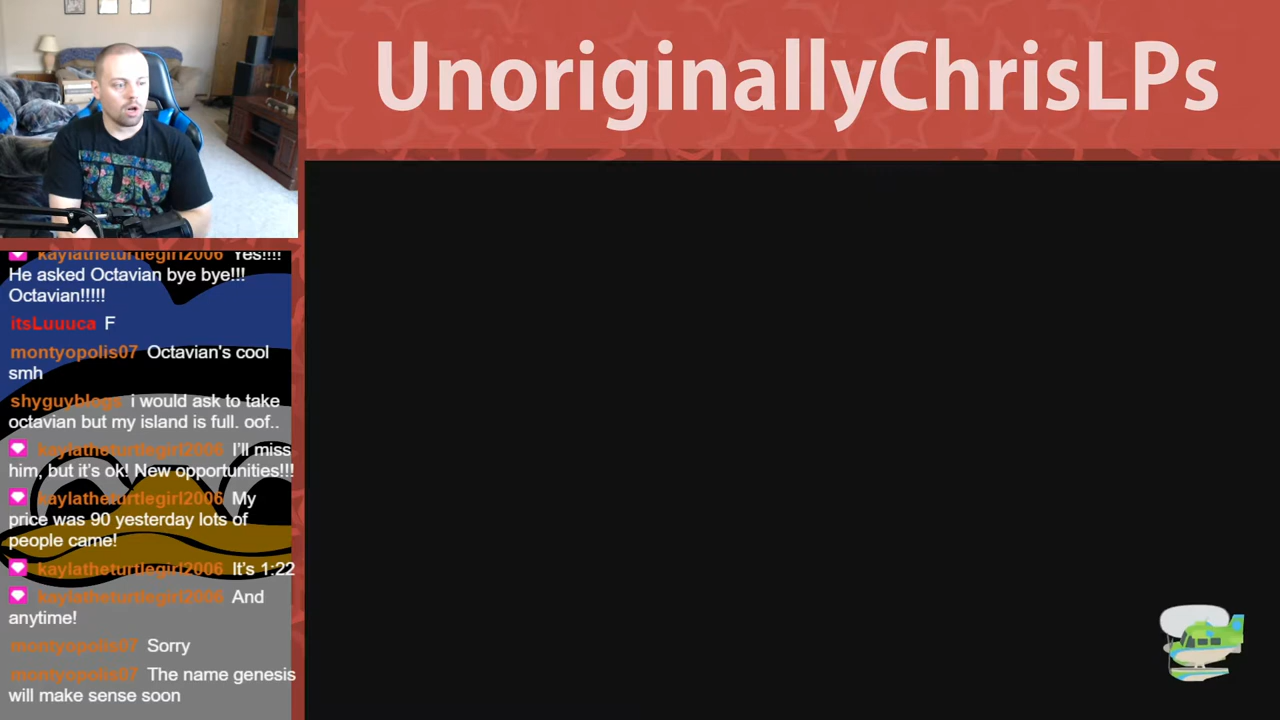 UnoriginallyChrisLPs
RUN
kaylatheturtlegirl2006 Yes!!!!
He asked Octavian bye bye!!!
Octavian!!!!!
itsLuuuca F
montyopolis07 Octavian's cool
smh
shyguyblogs i would ask to take
octavian but my island is full. oof..
kaylatheturtlegirl2006 I'll miss
him, but it's ok! New opportunities!!!
kaylatheturtlegirl2006 My
price was 90 yesterday lots of
people came!
kaylatheturtlegirl2006 It's 1:22
kaylatheturtlegirl2006 And
anytime!
montyopolis07 Sorry
montyopolis07 The name genesis
will make sense soon